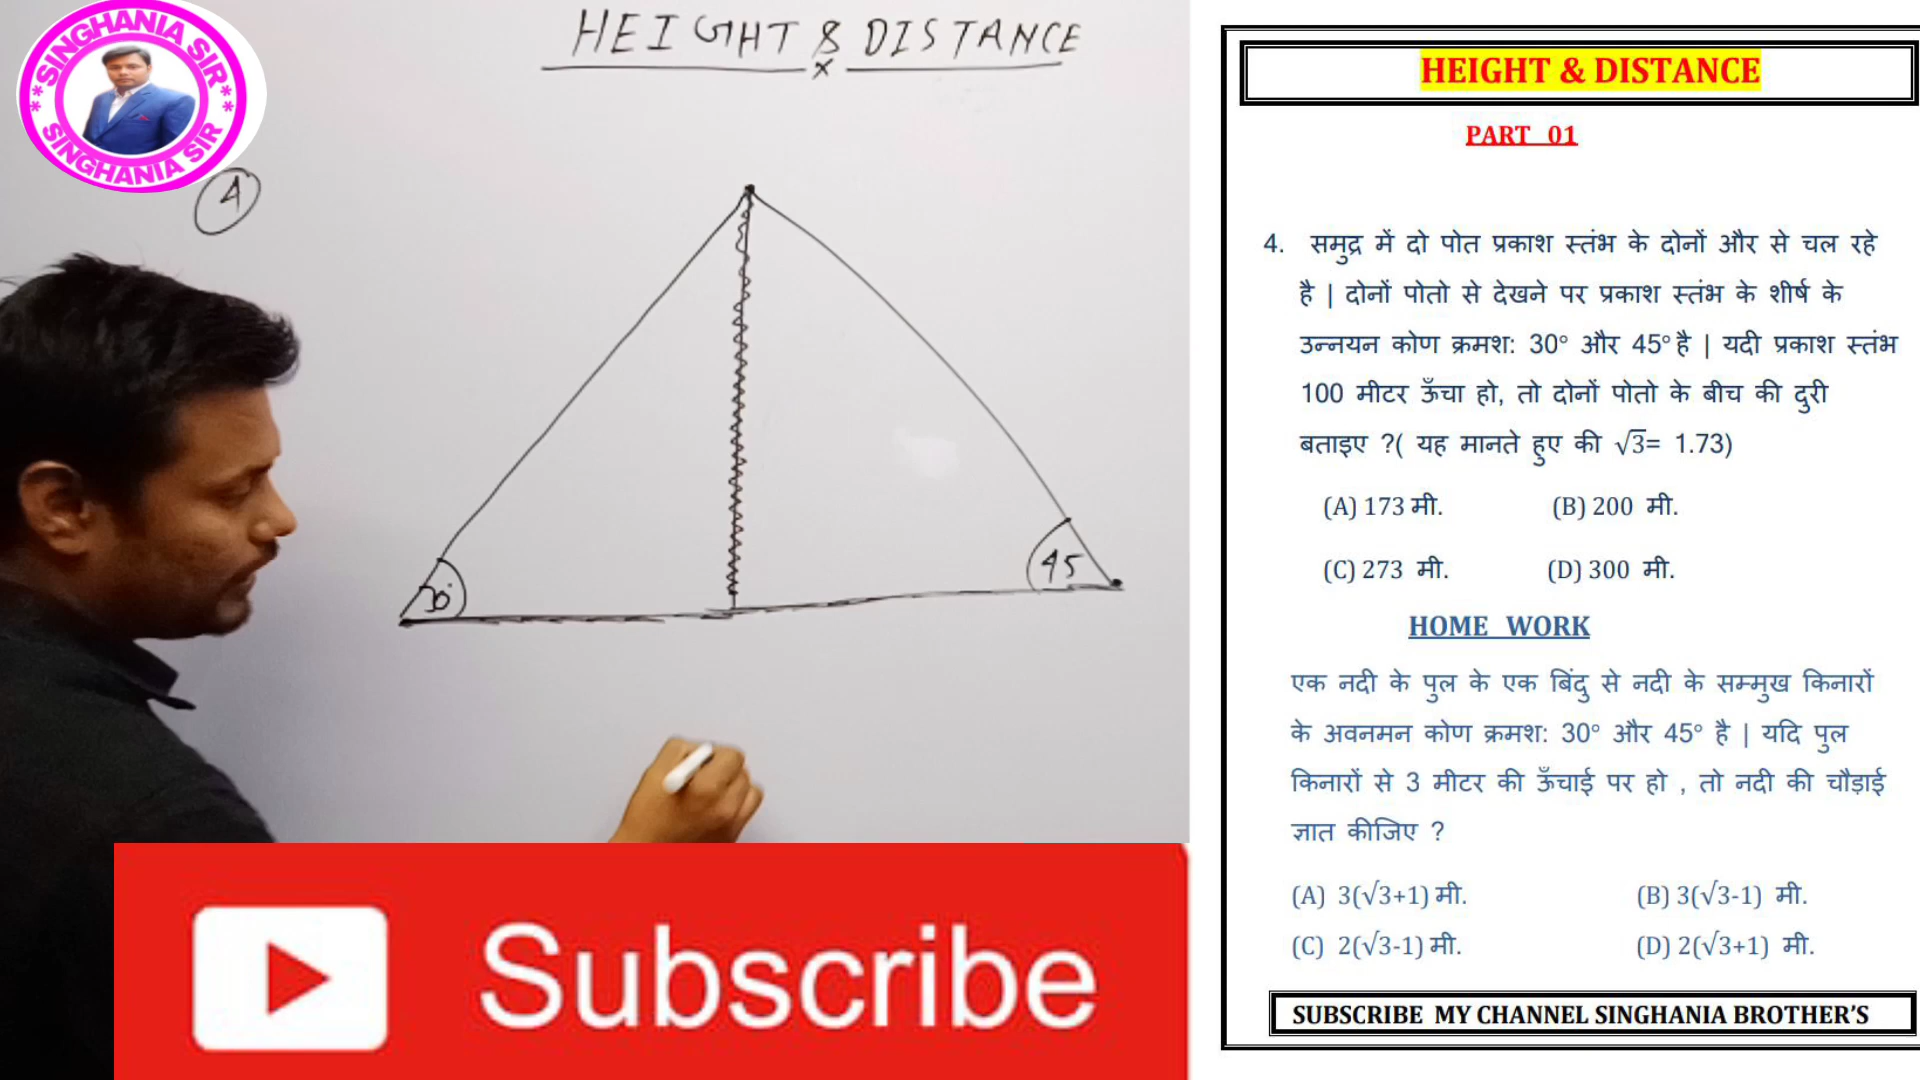 **SINGHANIA SIR**
SINGHANIA SIR
HEIGHT & DISTANCE
x
4
30°
45
Subscribe
HEIGHT & DISTANCE
PART 01
4. समुद्र में दो पोत प्रकाश स्तंभ के दोनों और से चल रहे
है | दोनों पोतो से देखने पर प्रकाश स्तंभ के शीर्ष के
उन्नयन कोण क्रमश: 30° और 45° है | यदी प्रकाश स्तंभ
100 मीटर ऊँचा हो, तो दोनों पोतो के बीच की दुरी
बताइए ?( यह मानते हुए की √3= 1.73)
(A) 173 मी. (B) 200 मी.
(C) 273 मी. (D) 300 मी.
HOME WORK
एक नदी के पुल के एक बिंदु से नदी के सम्मुख किनारों
के अवनमन कोण क्रमश: 30° और 45° है | यदि पुल
किनारों से 3 मीटर की ऊँचाई पर हो , तो नदी की चौड़ाई
ज्ञात कीजिए ?
(A) 3(√3+1) मी. (B) 3(√3-1) मी.
(C) 2(√3-1) मी. (D) 2(√3+1) मी.
SUBSCRIBE MY CHANNEL SINGHANIA BROTHER'S